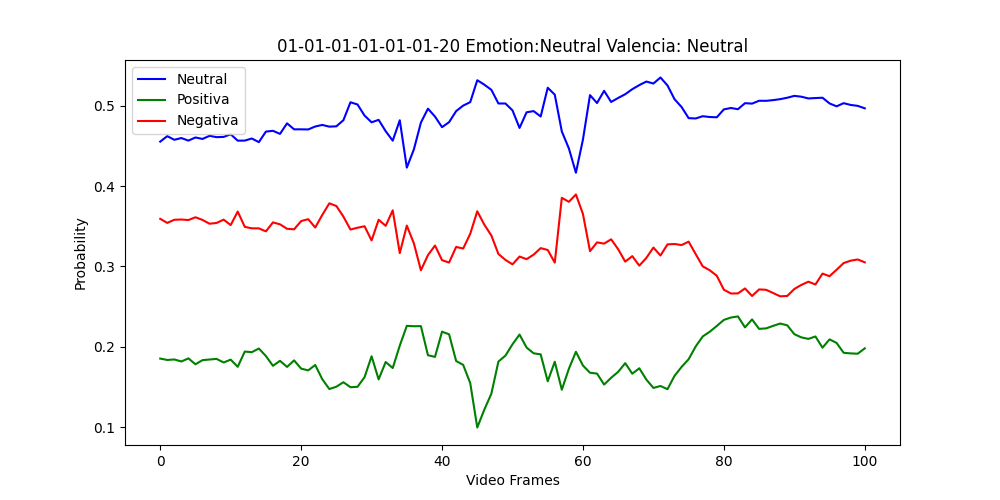 01-01-01-01-01-01-20 Emotion:Neutral Valencia: Neutral
Neutral
Positiva
Negativa
Probability
0.5
0.4
0.3
0.2
0.1
0 20 40 60 80 100
Video Frames